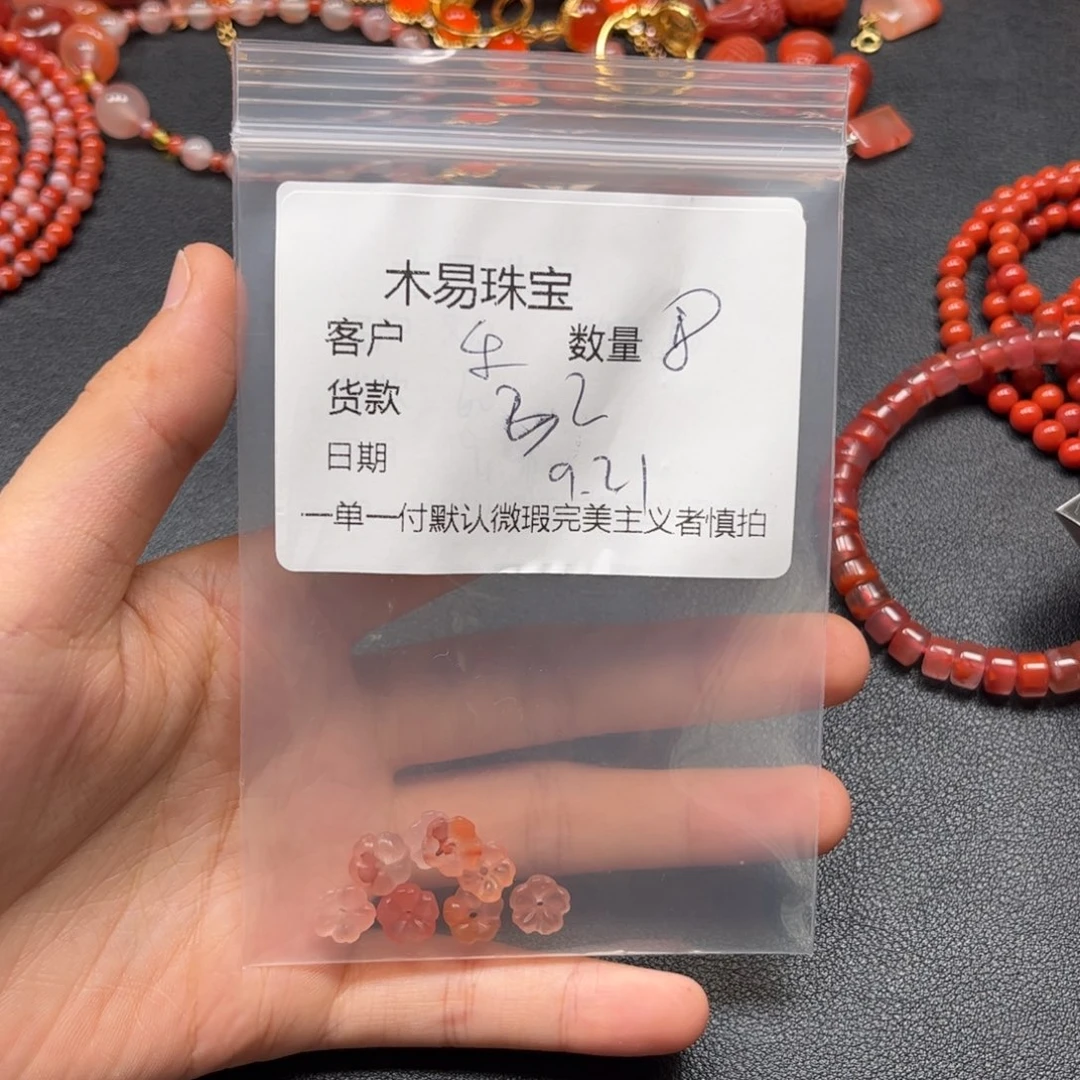 木易珠宝
客户 牛 数量 8
货款 32
日期 9.21
一单一付默认微瑕完美主义者慎拍